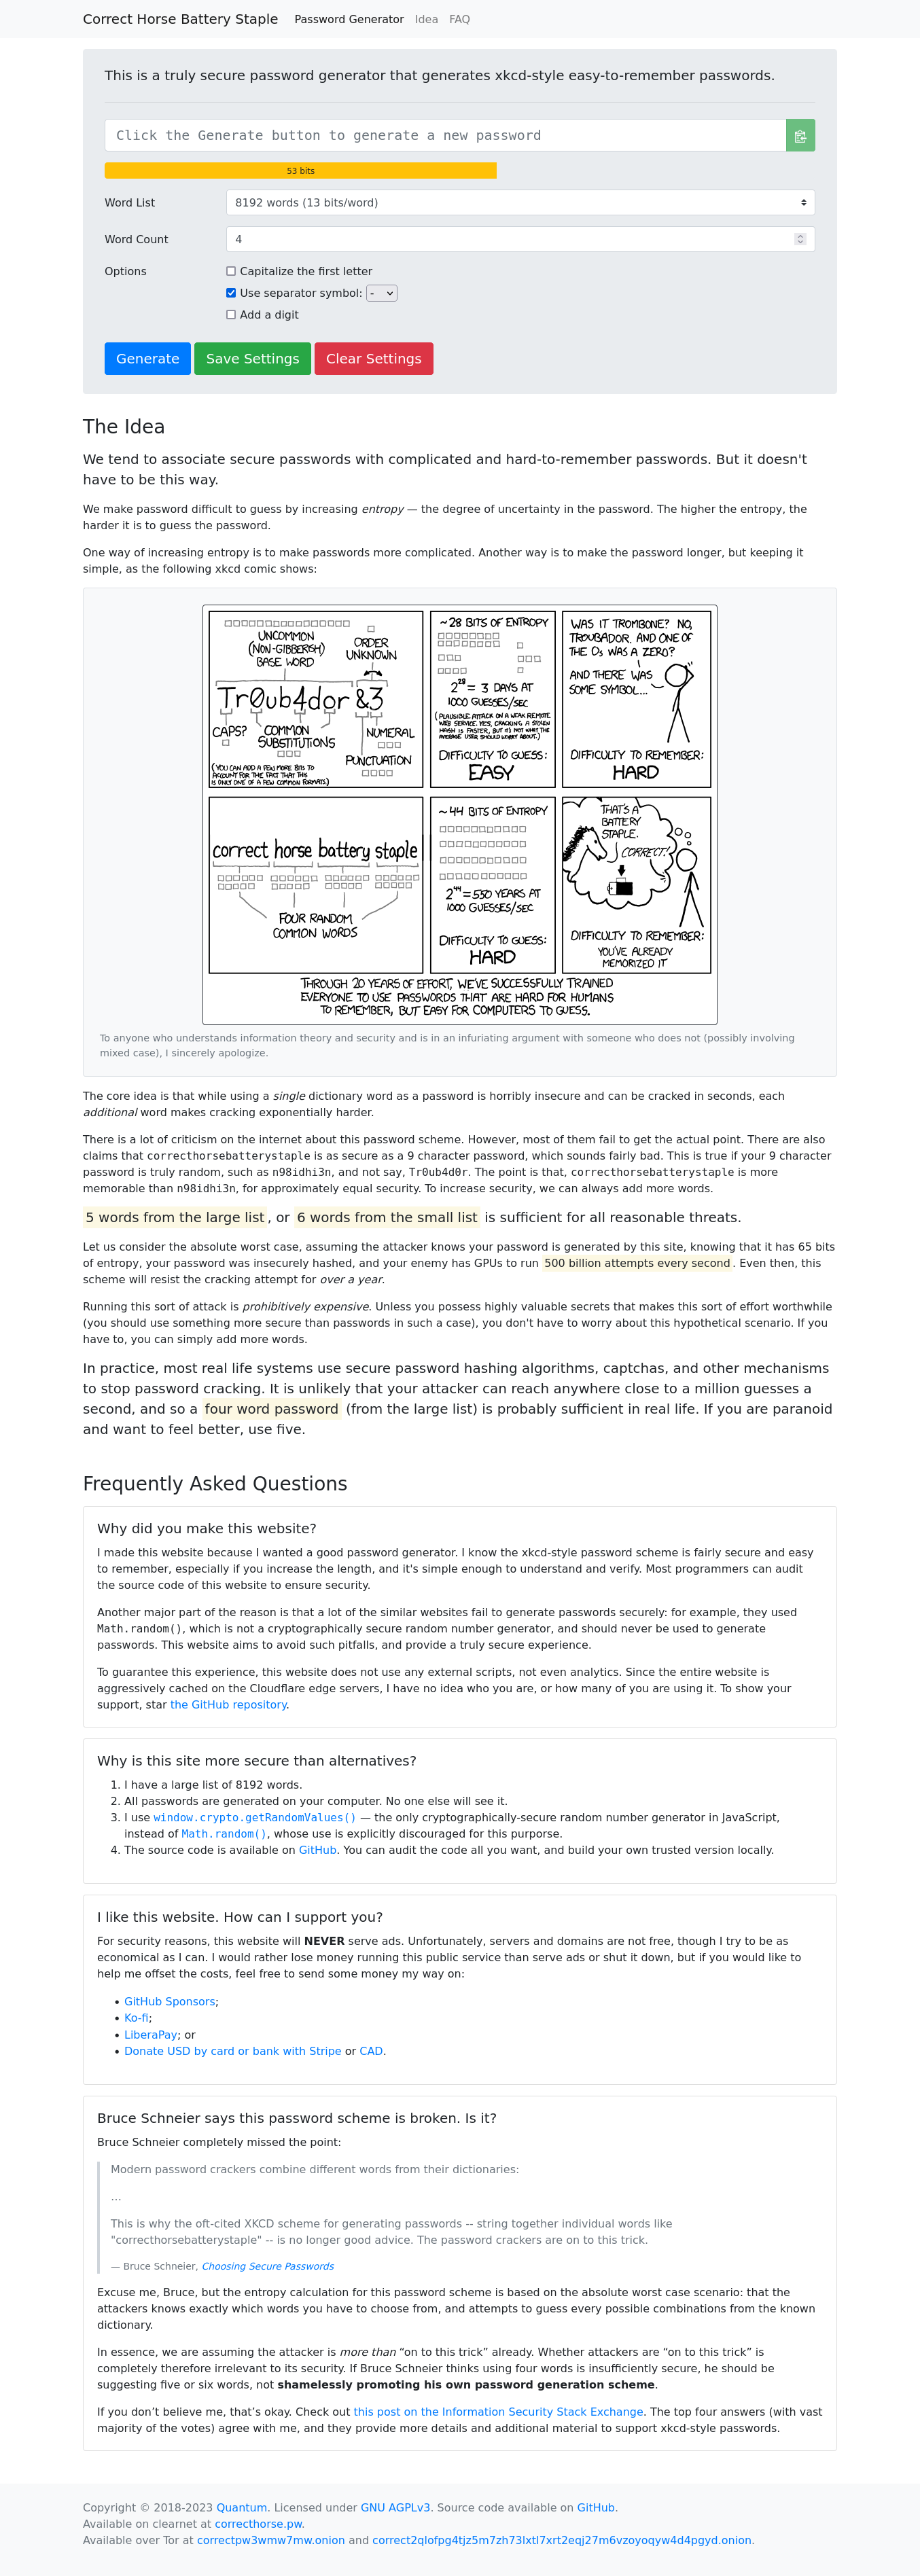 Correct Horse Battery Staple Password Generator Idea FAQ
This is a truly secure password generator that generates xkcd-style easy-to-remember passwords.
Click the Generate button to generate a new password
53 bits
Word List 8192 words (13 bits/word)
Word Count 4
Options Capitalize the first letter
Use separator symbol: -
Add a digit
Generate Save Settings Clear Settings
The Idea
We tend to associate secure passwords with complicated and hard-to-remember passwords. But it doesn't
have to be this way.
We make password difficult to guess by increasing entropy — the degree of uncertainty in the password. The higher the entropy, the
harder it is to guess the password.
One way of increasing entropy is to make passwords more complicated. Another way is to make the password longer, but keeping it
simple, as the following xkcd comic shows:
UNCOMMON
(NON-GIBBERISH)
BASE WORD
ORDER
UNKNOWN
Tr0ub4dor &3
CAPS?
COMMON
SUBSTITUTIONS
NUMERAL
PUNCTUATION
(YOU CAN ADD A FEW MORE BITS TO
ACCOUNT FOR THE FACT THAT THIS
IS ONLY ONE OF A FEW COMMON FORMATS.)
~28 BITS OF ENTROPY
2^28 = 3 DAYS AT
1000 GUESSES/SEC
(PLAUSIBLE ATTACK ON A WEAK REMOTE
WEB SERVICE. YES, CRACKING A STOLEN
HASH IS FASTER, BUT IT'S NOT WHAT THE
AVERAGE USER SHOULD WORRY ABOUT.)
DIFFICULTY TO GUESS:
EASY
WAS IT TROMBONE? NO,
TROUBADOR. AND ONE OF
THE Os WAS A ZERO?
AND THERE WAS
SOME SYMBOL...
DIFFICULTY TO REMEMBER:
HARD
correct horse battery staple
FOUR RANDOM
COMMON WORDS
~44 BITS OF ENTROPY
2^44 = 550 YEARS AT
1000 GUESSES/SEC
DIFFICULTY TO GUESS:
HARD
THAT'S A
BATTERY
STAPLE.
CORRECT!
DIFFICULTY TO REMEMBER:
YOU'VE ALREADY
MEMORIZED IT
THROUGH 20 YEARS OF EFFORT, WE'VE SUCCESSFULLY TRAINED
EVERYONE TO USE PASSWORDS THAT ARE HARD FOR HUMANS
TO REMEMBER, BUT EASY FOR COMPUTERS TO GUESS.
To anyone who understands information theory and security and is in an infuriating argument with someone who does not (possibly involving
mixed case), I sincerely apologize.
The core idea is that while using a single dictionary word as a password is horribly insecure and can be cracked in seconds, each
additional word makes cracking exponentially harder.
There is a lot of criticism on the internet about this password scheme. However, most of them fail to get the actual point. There are also
claims that correcthorsebatterystaple is as secure as a 9 character password, which sounds fairly bad. This is true if your 9 character
password is truly random, such as n98idhi3n, and not say, Tr0ub4d0r. The point is that, correcthorsebatterystaple is more
memorable than n98idhi3n, for approximately equal security. To increase security, we can always add more words.
5 words from the large list, or 6 words from the small list is sufficient for all reasonable threats.
Let us consider the absolute worst case, assuming the attacker knows your password is generated by this site, knowing that it has 65 bits
of entropy, your password was insecurely hashed, and your enemy has GPUs to run 500 billion attempts every second. Even then, this
scheme will resist the cracking attempt for over a year.
Running this sort of attack is prohibitively expensive. Unless you possess highly valuable secrets that makes this sort of effort worthwhile
(you should use something more secure than passwords in such a case), you don't have to worry about this hypothetical scenario. If you
have to, you can simply add more words.
In practice, most real life systems use secure password hashing algorithms, captchas, and other mechanisms
to stop password cracking. It is unlikely that your attacker can reach anywhere close to a million guesses a
second, and so a four word password (from the large list) is probably sufficient in real life. If you are paranoid
and want to feel better, use five.
Frequently Asked Questions
Why did you make this website?
I made this website because I wanted a good password generator. I know the xkcd-style password scheme is fairly secure and easy
to remember, especially if you increase the length, and it's simple enough to understand and verify. Most programmers can audit
the source code of this website to ensure security.
Another major part of the reason is that a lot of the similar websites fail to generate passwords securely: for example, they used
Math.random(), which is not a cryptographically secure random number generator, and should never be used to generate
passwords. This website aims to avoid such pitfalls, and provide a truly secure experience.
To guarantee this experience, this website does not use any external scripts, not even analytics. Since the entire website is
aggressively cached on the Cloudflare edge servers, I have no idea who you are, or how many of you are using it. To show your
support, star the GitHub repository.
Why is this site more secure than alternatives?
1. I have a large list of 8192 words.
2. All passwords are generated on your computer. No one else will see it.
3. I use window.crypto.getRandomValues() — the only cryptographically-secure random number generator in JavaScript,
instead of Math.random(), whose use is explicitly discouraged for this purporse.
4. The source code is available on GitHub. You can audit the code all you want, and build your own trusted version locally.
I like this website. How can I support you?
For security reasons, this website will NEVER serve ads. Unfortunately, servers and domains are not free, though I try to be as
economical as I can. I would rather lose money running this public service than serve ads or shut it down, but if you would like to
help me offset the costs, feel free to send some money my way on:
• GitHub Sponsors;
• Ko-fi;
• LiberaPay; or
• Donate USD by card or bank with Stripe or CAD.
Bruce Schneier says this password scheme is broken. Is it?
Bruce Schneier completely missed the point:
Modern password crackers combine different words from their dictionaries:
…
This is why the oft-cited XKCD scheme for generating passwords -- string together individual words like
"correcthorsebatterystaple" -- is no longer good advice. The password crackers are on to this trick.
— Bruce Schneier, Choosing Secure Passwords
Excuse me, Bruce, but the entropy calculation for this password scheme is based on the absolute worst case scenario: that the
attackers knows exactly which words you have to choose from, and attempts to guess every possible combinations from the known
dictionary.
In essence, we are assuming the attacker is more than “on to this trick” already. Whether attackers are “on to this trick” is
completely therefore irrelevant to its security. If Bruce Schneier thinks using four words is insufficiently secure, he should be
suggesting five or six words, not shamelessly promoting his own password generation scheme.
If you don’t believe me, that’s okay. Check out this post on the Information Security Stack Exchange. The top four answers (with vast
majority of the votes) agree with me, and they provide more details and additional material to support xkcd-style passwords.
Copyright © 2018-2023 Quantum. Licensed under GNU AGPLv3. Source code available on GitHub.
Available on clearnet at correcthorse.pw.
Available over Tor at correctpw3wmw7mw.onion and correct2qlofpg4tjz5m7zh73lxtl7xrt2eqj27m6vzoyoqyw4d4pgyd.onion.